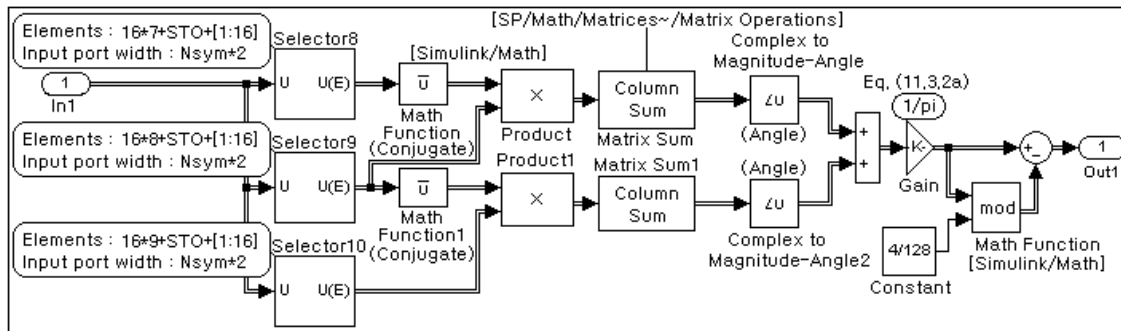 [SP/Math/Matrices~/Matrix Operations]
Elements : 16*7+STO+[1:16]
Input port width : Nsym*2
Selector8
U U(E)
1
In1
[Simulink/Math]
u
Math
Function
(Conjugate)
×
Product
Column
Sum
Matrix Sum
Complex to
Magnitude-Angle
∠u
(Angle)
Eq, (11,3,2a)
1/pi
K-
Gain
+
+
+
-
1
Out1
Elements : 16*8+STO+[1:16]
Input port width : Nsym*2
Selector9
U U(E)
u
Math
Function1
(Conjugate)
Product1
×
Matrix Sum1
Column
Sum
(Angle)
∠u
Complex to
Magnitude-Angle2
mod
Math Function
[Simulink/Math]
4/128
Constant
Elements : 16*9+STO+[1:16]
Input port width : Nsym*2
Selector10
U U(E)